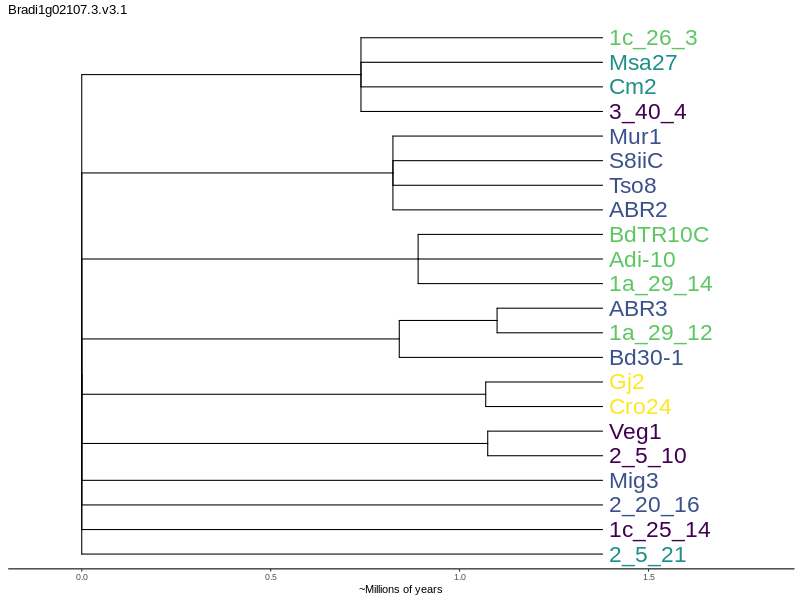 Bradi1g02107.3.v3.1
1c_26_3
Msa27
Cm2
3_40_4
Mur1
S8iiC
Tso8
ABR2
BdTR10C
Adi-10
1a_29_14
ABR3
1a_29_12
Bd30-1
Gj2
Cro24
Veg1
2_5_10
Mig3
2_20_16
1c_25_14
2_5_21
0.0 0.5 1.0 1.5
~Millions of years